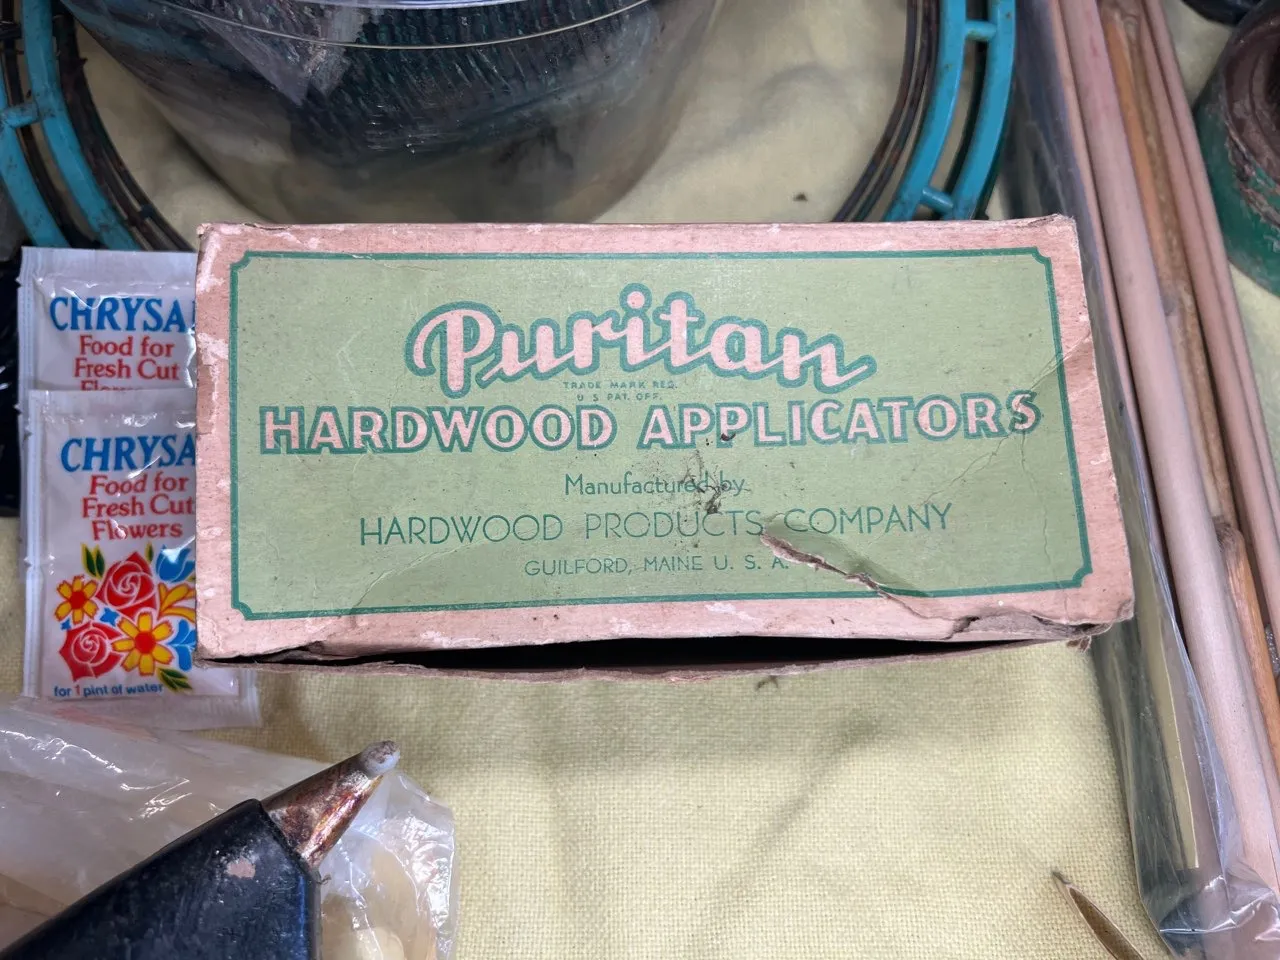 Puritan
TRADE MARK REG.
U S PAT. OFF.
HARDWOOD APPLICATORS
Manufactured by
HARDWOOD PRODUCTS COMPANY
GUILFORD, MAINE U. S. A.
CHRYSA
Food for
Fresh Cut
CHRYSA
Food for
Fresh Cut
Flowers
for 1 pint of water